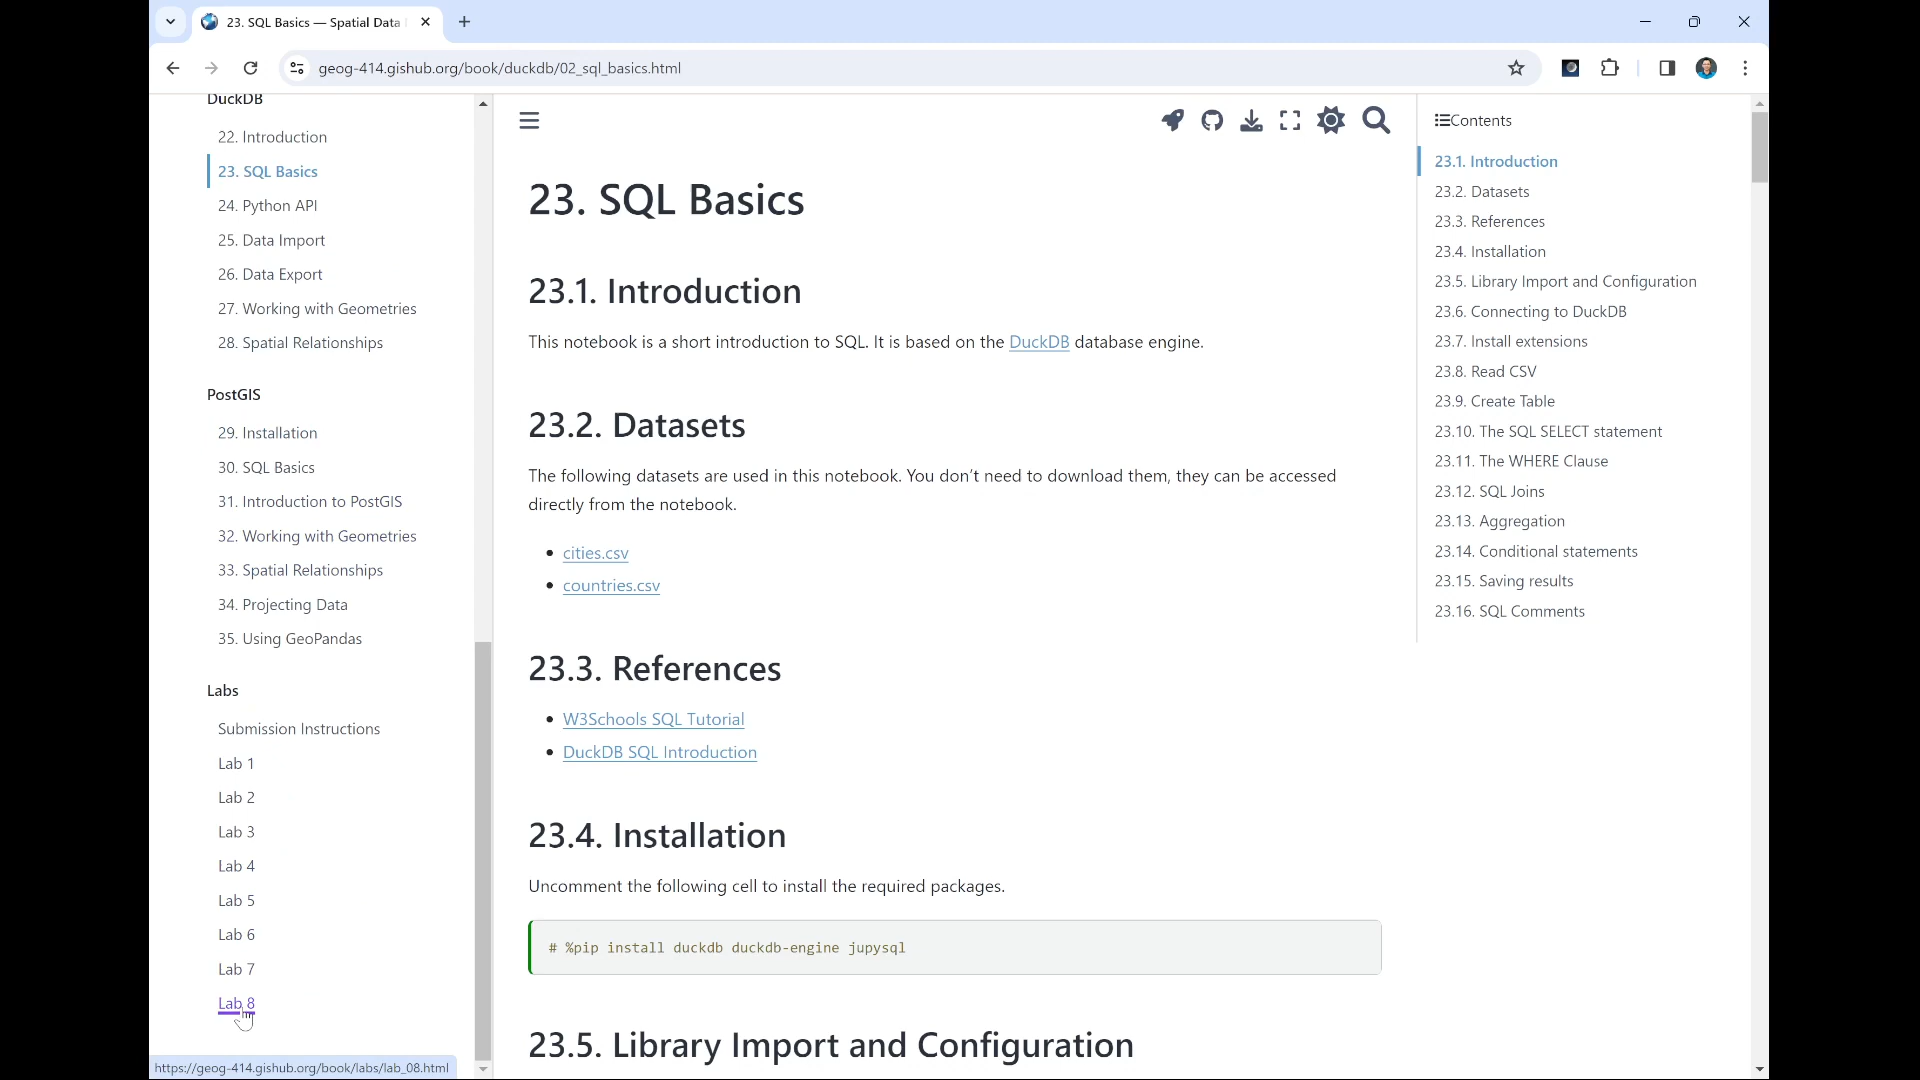 23. SQL Basics — Spatial Data
geog-414.gishub.org/book/duckdb/02_sql_basics.html
DuckDB
22. Introduction
23. SQL Basics
24. Python API
25. Data Import
26. Data Export
27. Working with Geometries
28. Spatial Relationships
PostGIS
29. Installation
30. SQL Basics
31. Introduction to PostGIS
32. Working with Geometries
33. Spatial Relationships
34. Projecting Data
35. Using GeoPandas
Labs
Submission Instructions
Lab 1
Lab 2
Lab 3
Lab 4
Lab 5
Lab 6
Lab 7
Lab 8
https://geog-414.gishub.org/book/labs/lab_08.html
23. SQL Basics
23.1. Introduction
This notebook is a short introduction to SQL. It is based on the DuckDB database engine.
23.2. Datasets
The following datasets are used in this notebook. You don’t need to download them, they can be accessed
directly from the notebook.
• cities.csv
• countries.csv
23.3. References
• W3Schools SQL Tutorial
• DuckDB SQL Introduction
23.4. Installation
Uncomment the following cell to install the required packages.
# %pip install duckdb duckdb-engine jupysql
23.5. Library Import and Configuration
Contents
23.1. Introduction
23.2. Datasets
23.3. References
23.4. Installation
23.5. Library Import and Configuration
23.6. Connecting to DuckDB
23.7. Install extensions
23.8. Read CSV
23.9. Create Table
23.10. The SQL SELECT statement
23.11. The WHERE Clause
23.12. SQL Joins
23.13. Aggregation
23.14. Conditional statements
23.15. Saving results
23.16. SQL Comments